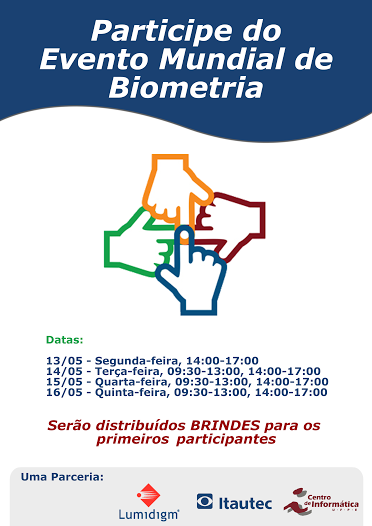 Participe do
Evento Mundial de
Biometria
Datas:
13/05 - Segunda-feira, 14:00-17:00
14/05 - Terça-feira, 09:30-13:00, 14:00-17:00
15/05 - Quarta-feira, 09:30-13:00, 14:00-17:00
16/05 - Quinta-feira, 09:30-13:00, 14:00-17:00
Serão distribuídos BRINDES para os
primeiros participantes
Uma Parceria:
Lumidigm
Itautec
Centro
de Informática
UFPE